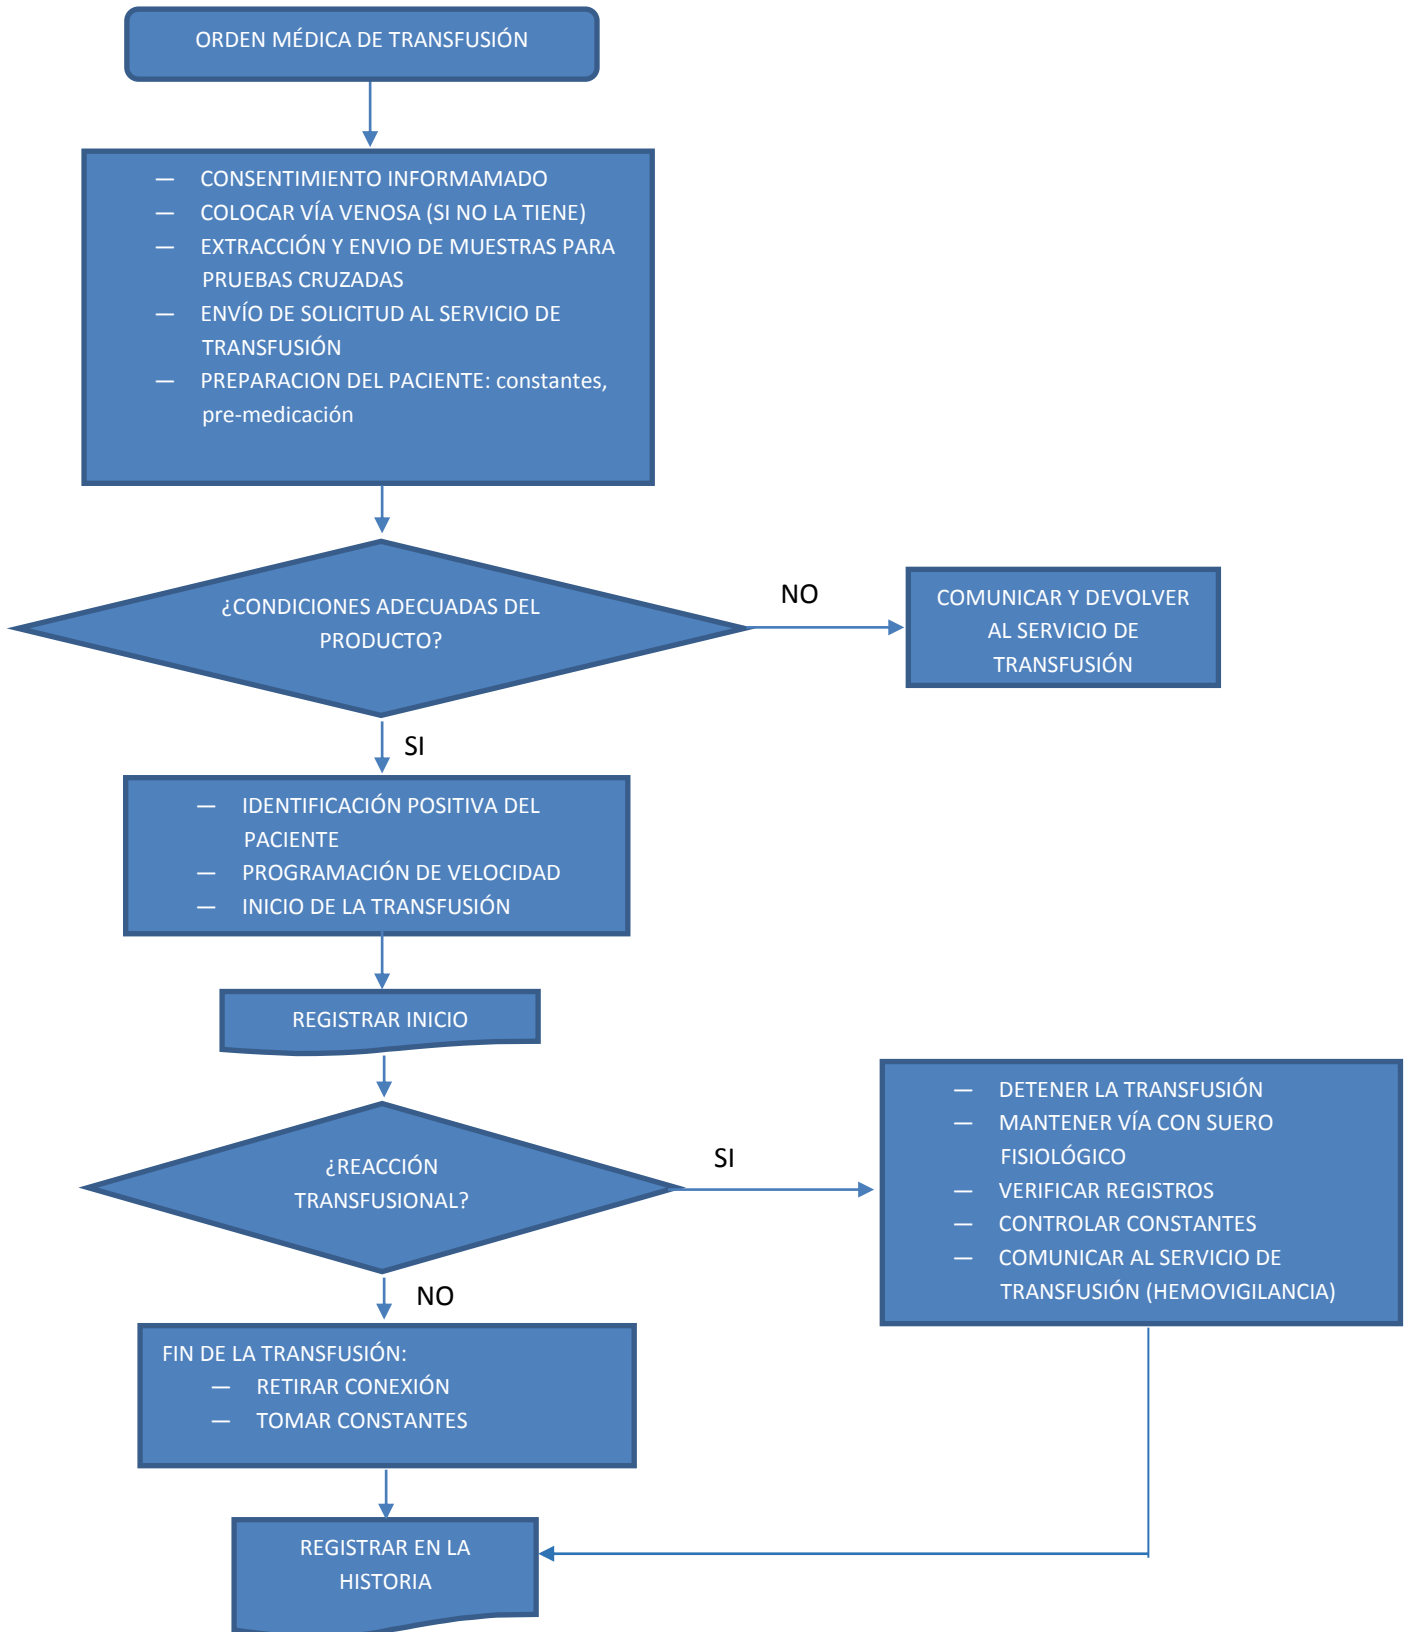 ORDEN MÉDICA DE TRANSFUSIÓN
— CONSENTIMIENTO INFORMAMADO
— COLOCAR VÍA VENOSA (SI NO LA TIENE)
— EXTRACCIÓN Y ENVIO DE MUESTRAS PARA
PRUEBAS CRUZADAS
— ENVÍO DE SOLICITUD AL SERVICIO DE
TRANSFUSIÓN
— PREPARACION DEL PACIENTE: constantes,
pre-medicación
¿CONDICIONES ADECUADAS DEL
PRODUCTO?
NO
COMUNICAR Y DEVOLVER
AL SERVICIO DE
TRANSFUSIÓN
SI
— IDENTIFICACIÓN POSITIVA DEL
PACIENTE
— PROGRAMACIÓN DE VELOCIDAD
— INICIO DE LA TRANSFUSIÓN
REGISTRAR INICIO
¿REACCIÓN
TRANSFUSIONAL?
SI
— DETENER LA TRANSFUSIÓN
— MANTENER VÍA CON SUERO
FISIOLÓGICO
— VERIFICAR REGISTROS
— CONTROLAR CONSTANTES
— COMUNICAR AL SERVICIO DE
TRANSFUSIÓN (HEMOVIGILANCIA)
NO
FIN DE LA TRANSFUSIÓN:
— RETIRAR CONEXIÓN
— TOMAR CONSTANTES
REGISTRAR EN LA
HISTORIA